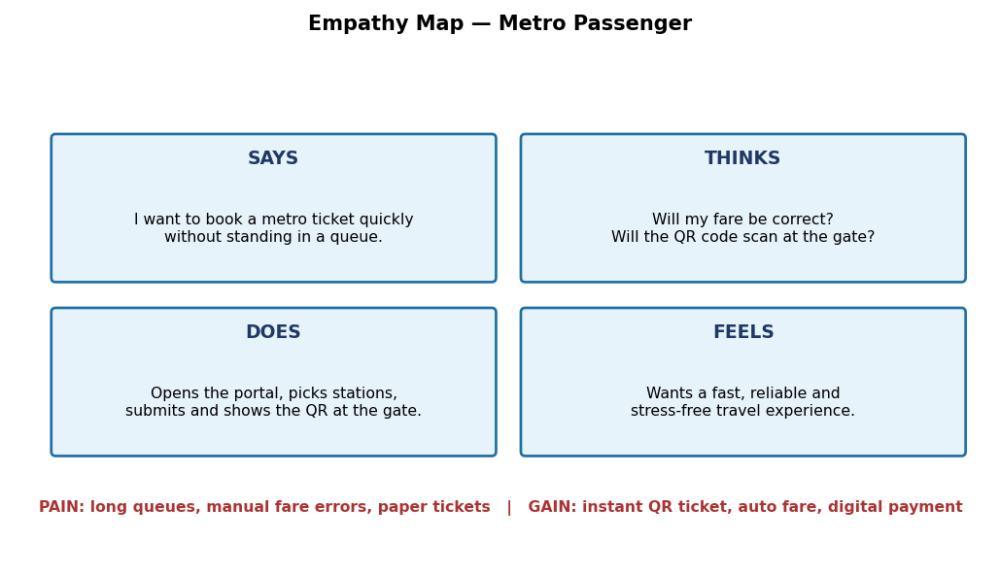 Empathy Map — Metro Passenger
SAYS
I want to book a metro ticket quickly
without standing in a queue.
THINKS
Will my fare be correct?
Will the QR code scan at the gate?
DOES
Opens the portal, picks stations,
submits and shows the QR at the gate.
FEELS
Wants a fast, reliable and
stress-free travel experience.
PAIN: long queues, manual fare errors, paper tickets | GAIN: instant QR ticket, auto fare, digital payment